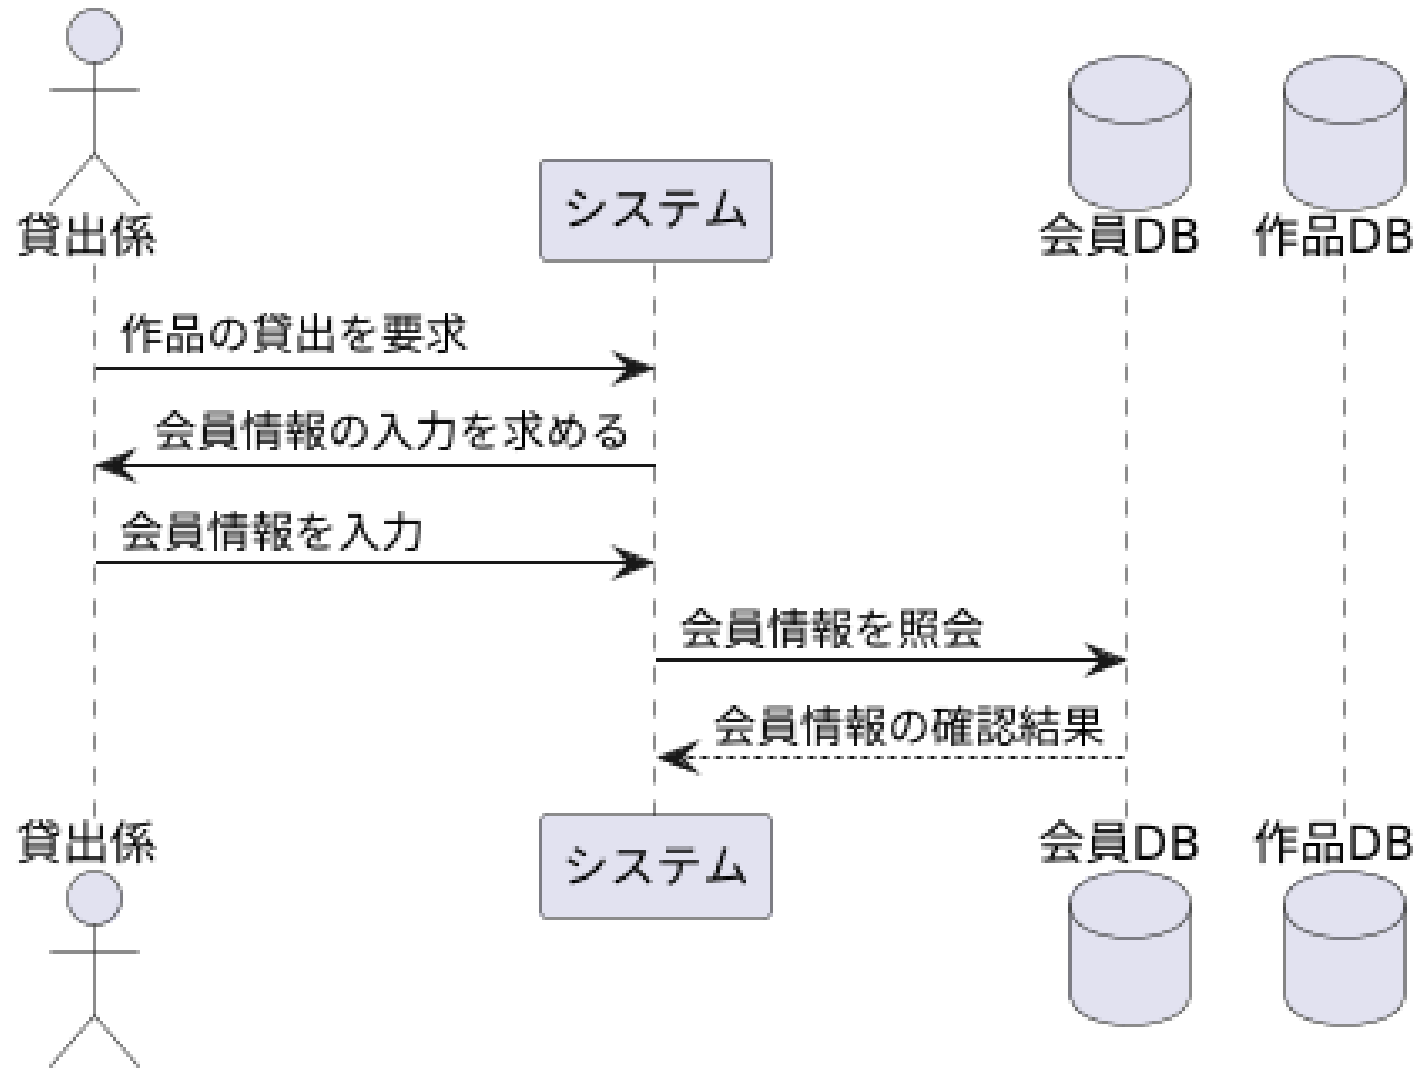 貸出係
システム
会員DB
作品DB
作品の貸出を要求
会員情報の入力を求める
会員情報を入力
会員情報を照会
会員情報の確認結果
貸出係
システム
会員DB
作品DB